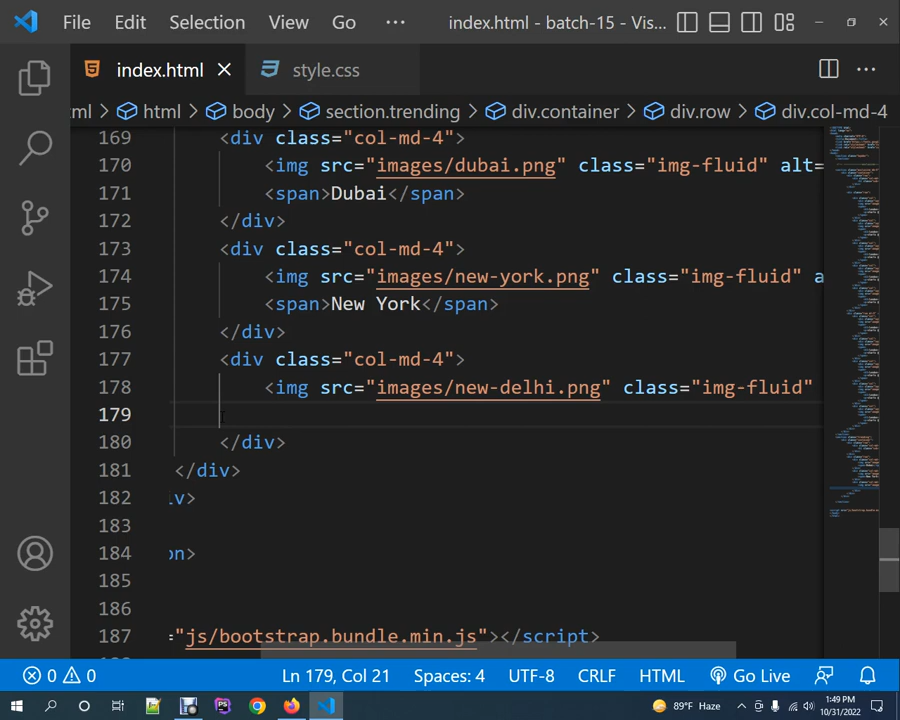 File Edit Selection View Go ··· index.html - batch-15 - Vis...
index.html style.css
ml > html > body > section.trending > div.container > div.row > div.col-md-4
169 <div class="col-md-4">
170 <img src="images/dubai.png" class="img-fluid" alt=
171 <span>Dubai</span>
172 </div>
173 <div class="col-md-4">
174 <img src="images/new-york.png" class="img-fluid" a
175 <span>New York</span>
176 </div>
177 <div class="col-md-4">
178 <img src="images/new-delhi.png" class="img-fluid"
179
180 </div>
181 </div>
182 iv>
183
184 on>
185
186
187 ="js/bootstrap.bundle.min.js"></script>
0 0 Ln 179, Col 21 Spaces: 4 UTF-8 CRLF HTML Go Live
PS 89°F Haze 1:49 PM
10/31/2022